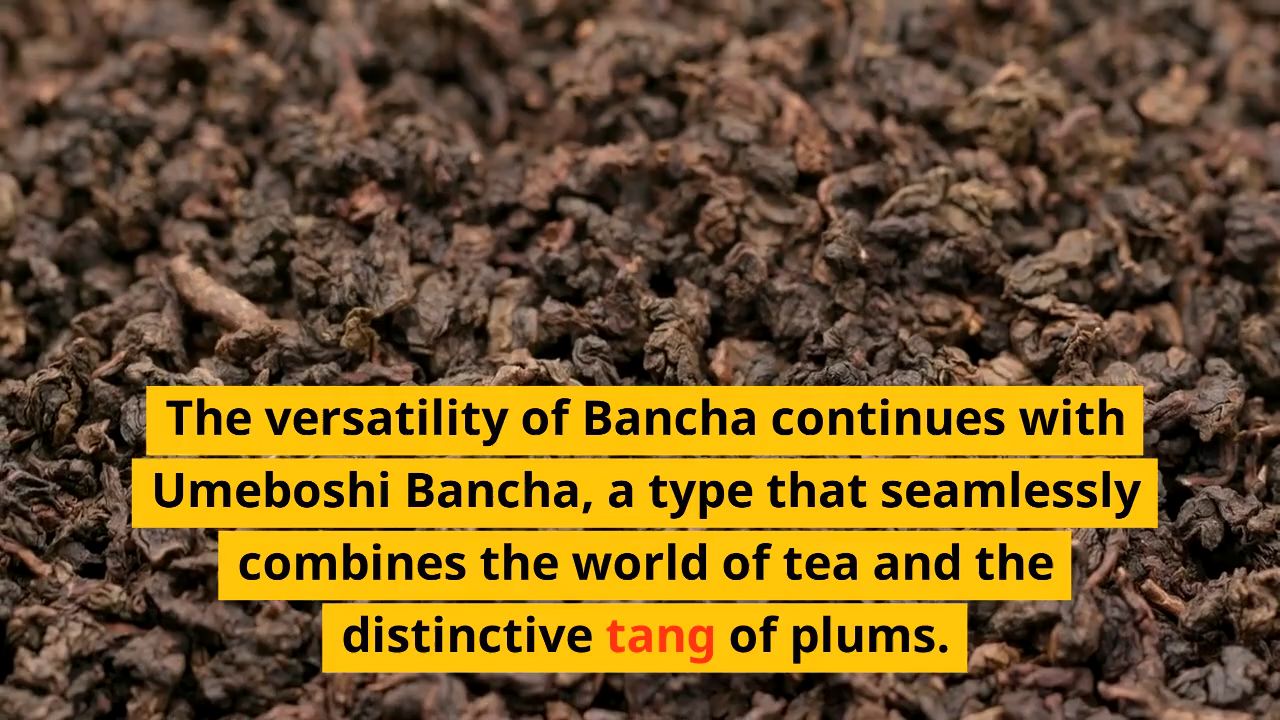 The versatility of Bancha continues with
Umeboshi Bancha, a type that seamlessly
combines the world of tea and the
distinctive tang of plums.